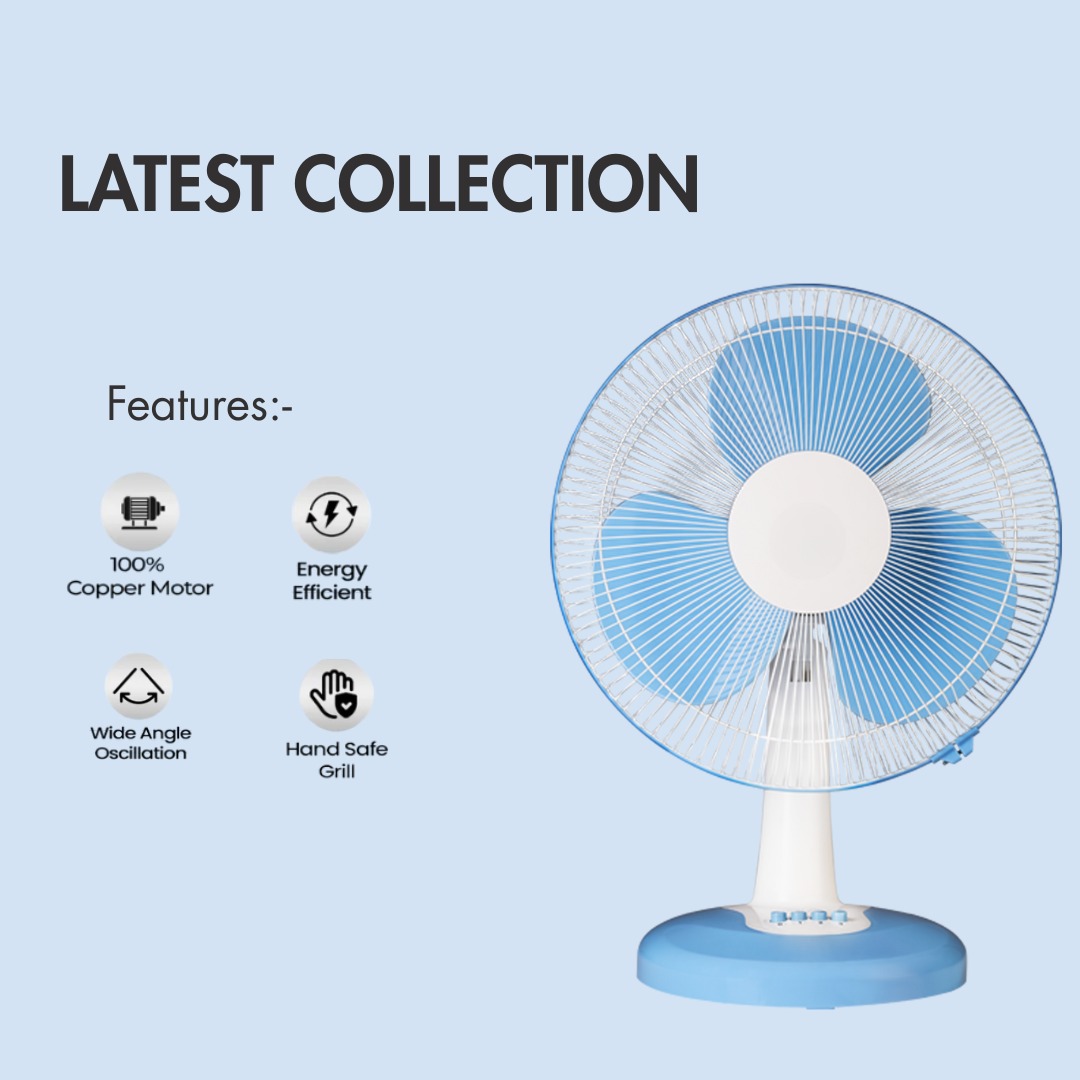 LATEST COLLECTION
Features:-
100%
Copper Motor
Energy
Efficient
Wide Angle
Oscillation
Hand Safe
Grill